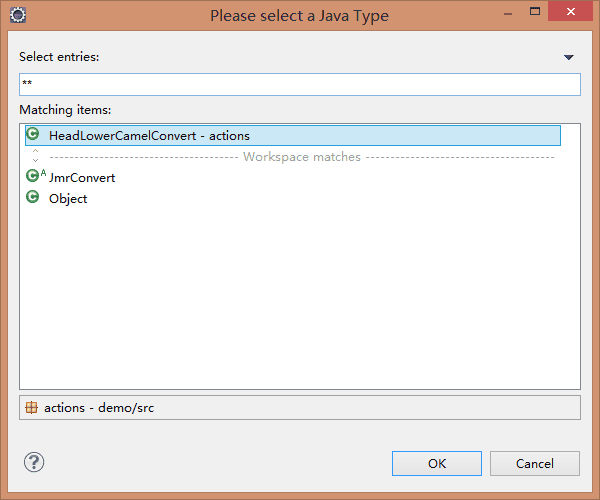 Please select a Java Type
Select entries:
**
Matching items:
HeadLowerCamelConvert - actions
Workspace matches
A JmrConvert
Object
actions - demo/src
OK
Cancel